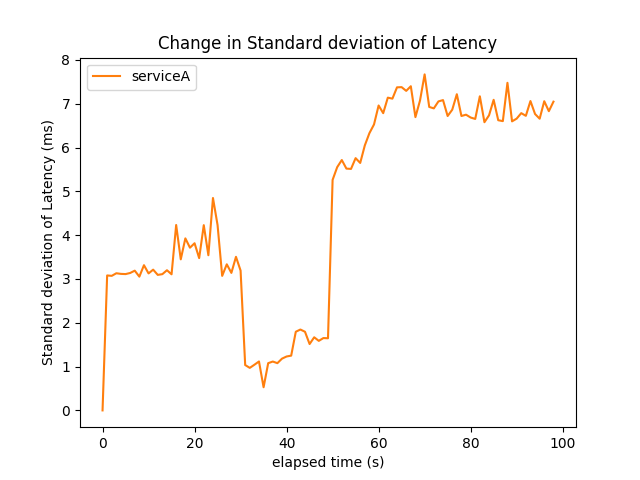 Change in Standard deviation of Latency
serviceA
Standard deviation of Latency (ms)
8
7
6
5
4
3
2
1
0
0 20 40 60 80 100
elapsed time (s)